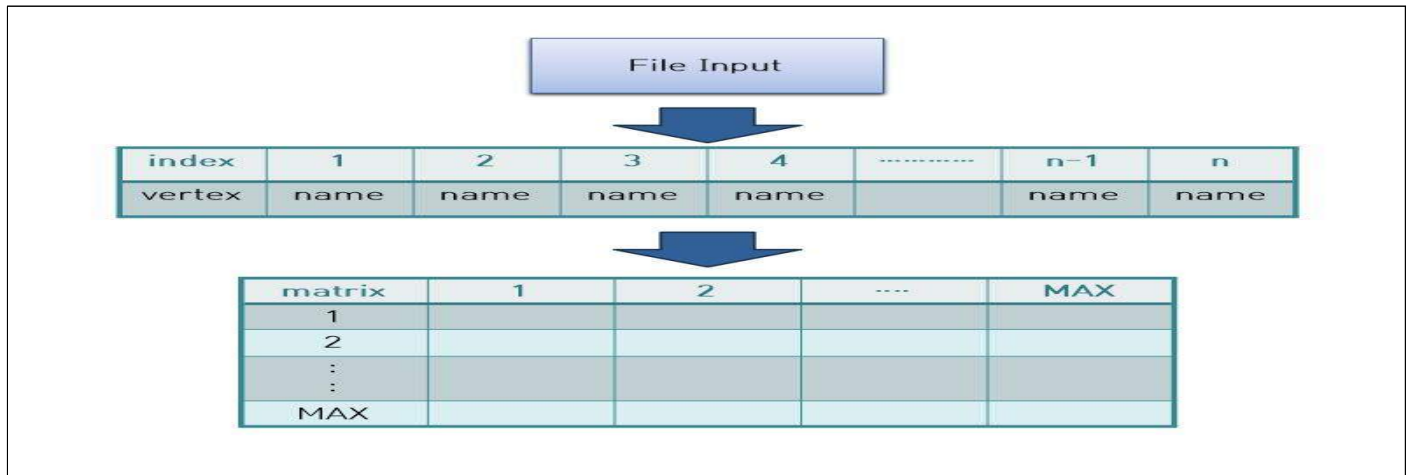 File Input
index 1 2 3 4 ........... n-1 n
vertex name name name name name name
matrix 1 2 .... MAX
1
2
:
:
MAX